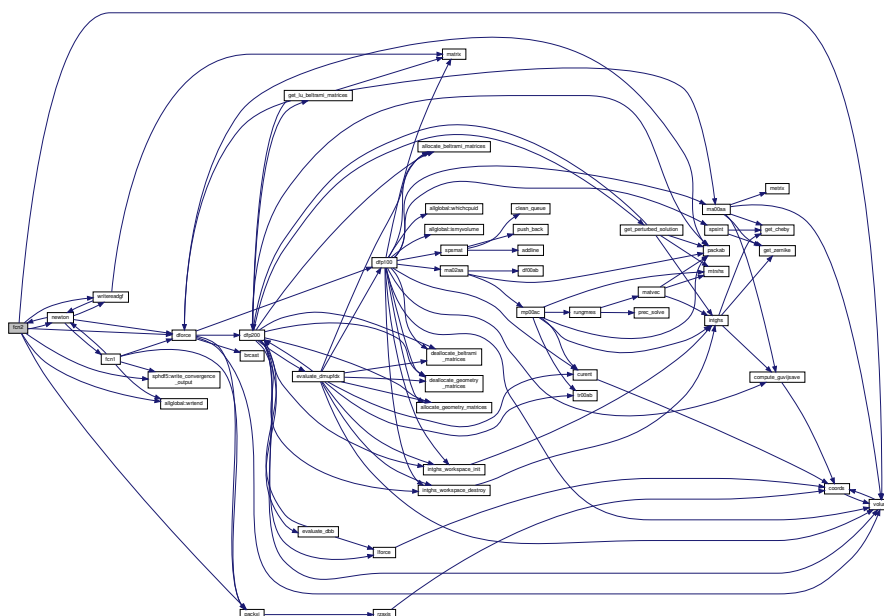 matrix
get_lu_beltrami_matrices
allocate_beltrami_matrices
metrix
allglobal::whichcpuid
clean_queue
ma00aa
allglobal::ismyvolume
push_back
get_perturbed_solution
spsint
get_cheby
spsmat
addline
packab
get_zernike
dfp100
ma02aa
df00ab
mtrxhs
matvec
writereadgf
mp00ac
rungmres
prec_solve
newton
intghs
fcn2
dforce
dfp200
brcast
fcn1
deallocate_beltrami
_matrices
evaluate_dmupfdx
curent
compute_guvijsave
sphdf5::write_convergence
_output
deallocate_geometry
_matrices
tr00ab
allglobal::wrtend
allocate_geometry_matrices
intghs_workspace_init
intghs_workspace_destroy
coords
evaluate_dbb
lforce
packxi
rzaxis